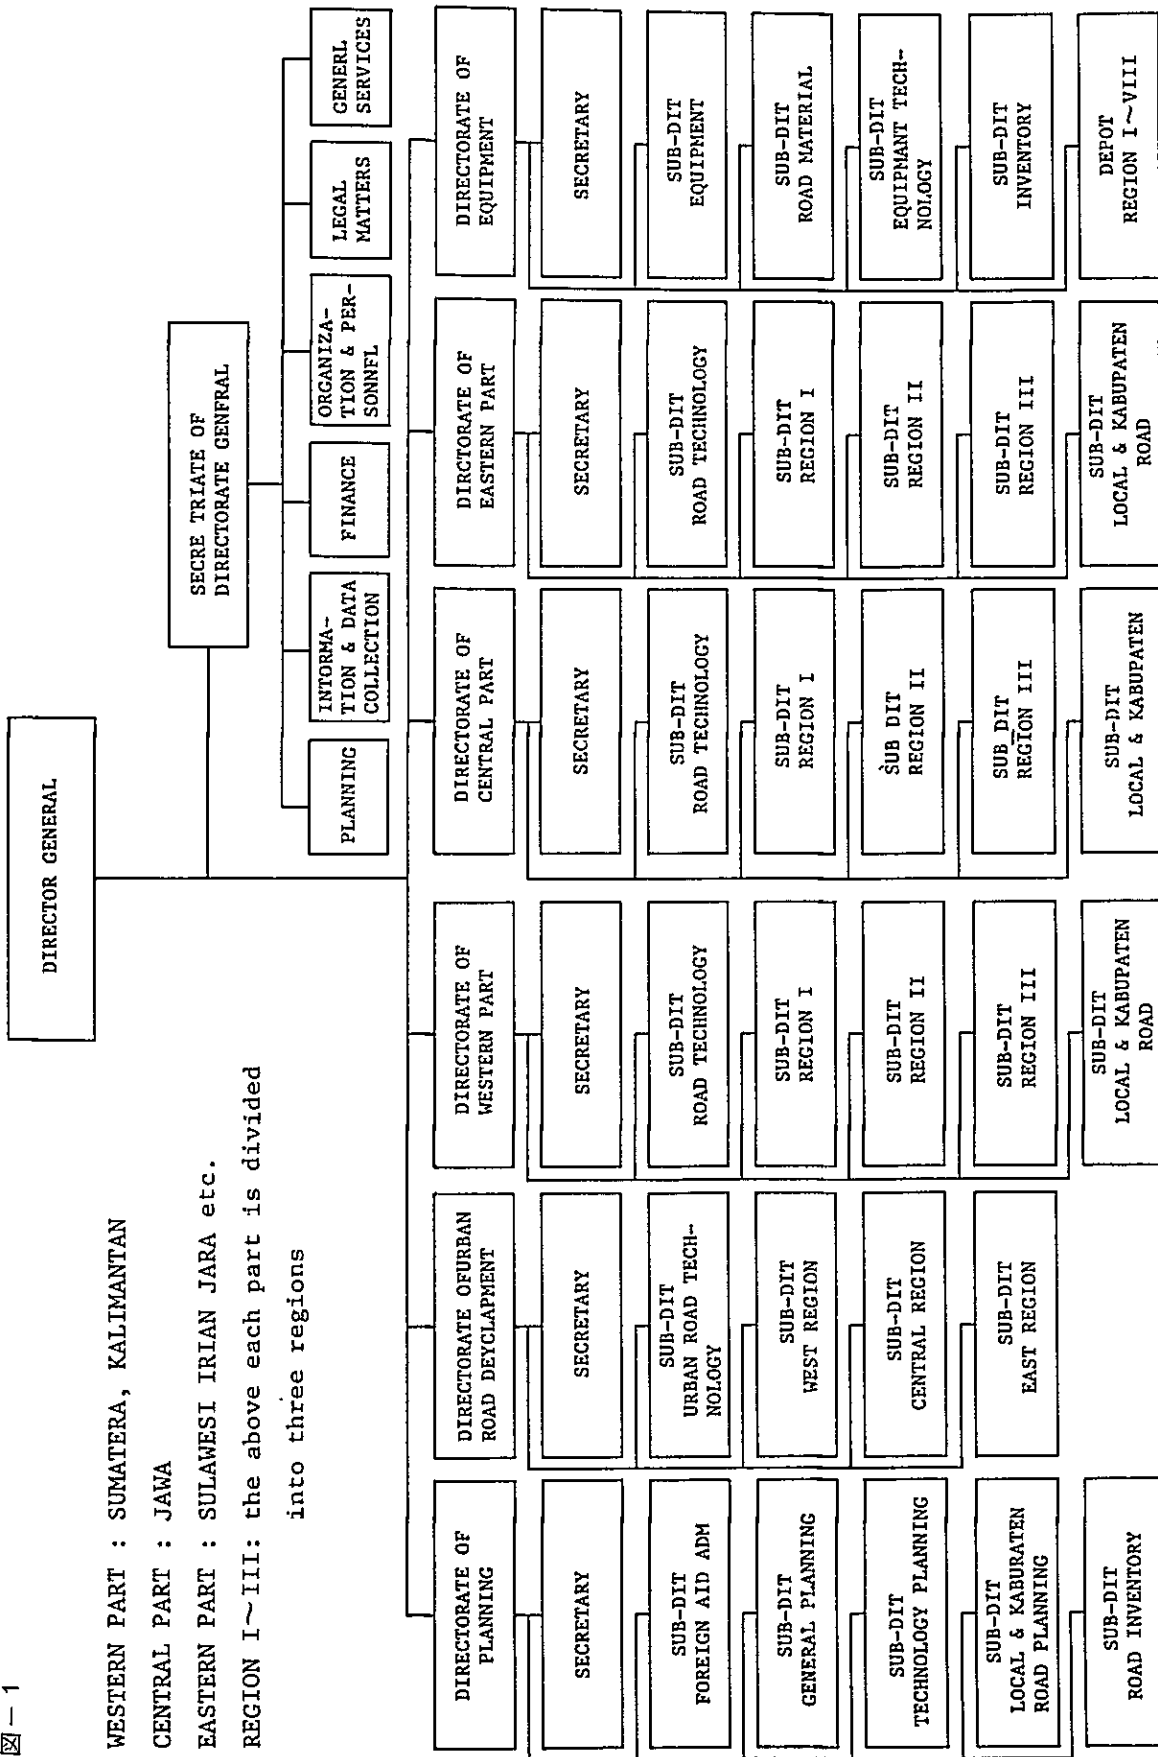 図－1
DIRECTOR GENERAL
WESTERN PART : SUMATERA, KALIMANTAN
CENTRAL PART : JAWA
EASTERN PART : SULAWESI IRIAN JARA etc.
REGION I～III: the above each part is divided
into three regions
SECRE TRIATE OF
DIRECTORATE GENFRAL
PLANNING
INTORMA-
TION & DATA
COLLECTION
FINANCE
ORGANIZA-
TION & PER-
SONNFL
LEGAL
MATTERS
GENERL
SERVICES
DIRECTORATE OF
PLANNING
SECRETARY
SUB-DIT
FOREIGN AID ADM
SUB-DIT
GENERAL PLANNING
SUB-DIT
TECHNOLOGY PLANNING
SUB-DIT
LOCAL & KABURATEN
ROAD PLANNING
SUB-DIT
ROAD INVENTORY
DIRECTORATE OFURBAN
ROAD DEYCLAPMENT
SECRETARY
SUB-DIT
URBAN ROAD TECH-
NOLOGY
SUB-DIT
WEST REGION
SUB-DIT
CENTRAL REGION
SUB-DIT
EAST REGION
DIRECTORATE OF
WESTERN PART
SECRETARY
SUB-DIT
ROAD TECHNOLOGY
SUB-DIT
REGION I
SUB-DIT
REGION II
SUB-DIT
REGION III
SUB-DIT
LOCAL & KABUPATEN
ROAD
DIRECTORATE OF
CENTRAL PART
SECRETARY
SUB-DIT
ROAD TECHNOLOGY
SUB-DIT
REGION I
SUB DIT
REGION II
SUB DIT
REGION III
SUB-DIT
LOCAL & KABUPATEN
DIRCTORATE OF
EASTERN PART
SECRETARY
SUB-DIT
ROAD TECHNOLOGY
SUB-DIT
REGION I
SUB-DIT
REGION II
SUB-DIT
REGION III
SUB-DIT
LOCAL & KABUPATEN
ROAD
DIRECTORATE OF
EQUIPMENT
SECRETARY
SUB-DIT
EQUIPMENT
SUB-DIT
ROAD MATERIAL
SUB-DIT
EQUIPMANT TECH-
NOLOGY
SUB-DIT
INVENTORY
DEPOT
REGION I～VIII